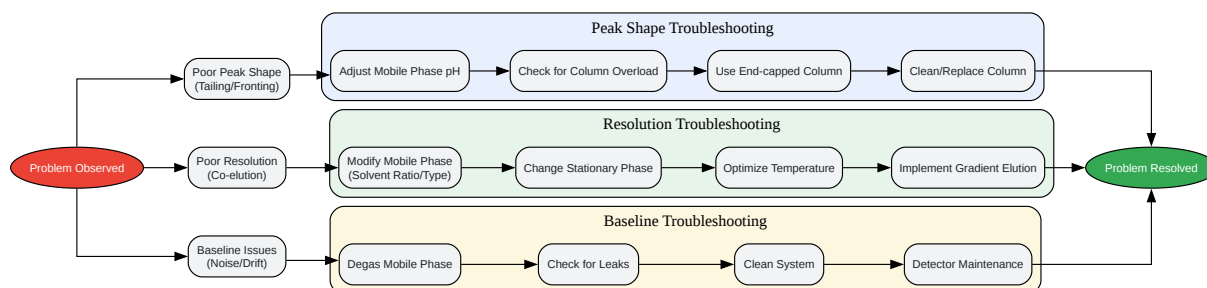 Peak Shape Troubleshooting
Poor Peak Shape
(Tailing/Fronting)
Adjust Mobile Phase pH
Check for Column Overload
Use End-capped Column
Clean/Replace Column
Resolution Troubleshooting
Problem Observed
Poor Resolution
(Co-elution)
Modify Mobile Phase
(Solvent Ratio/Type)
Change Stationary Phase
Optimize Temperature
Implement Gradient Elution
Problem Resolved
Baseline Troubleshooting
Baseline Issues
(Noise/Drift)
Degas Mobile Phase
Check for Leaks
Clean System
Detector Maintenance